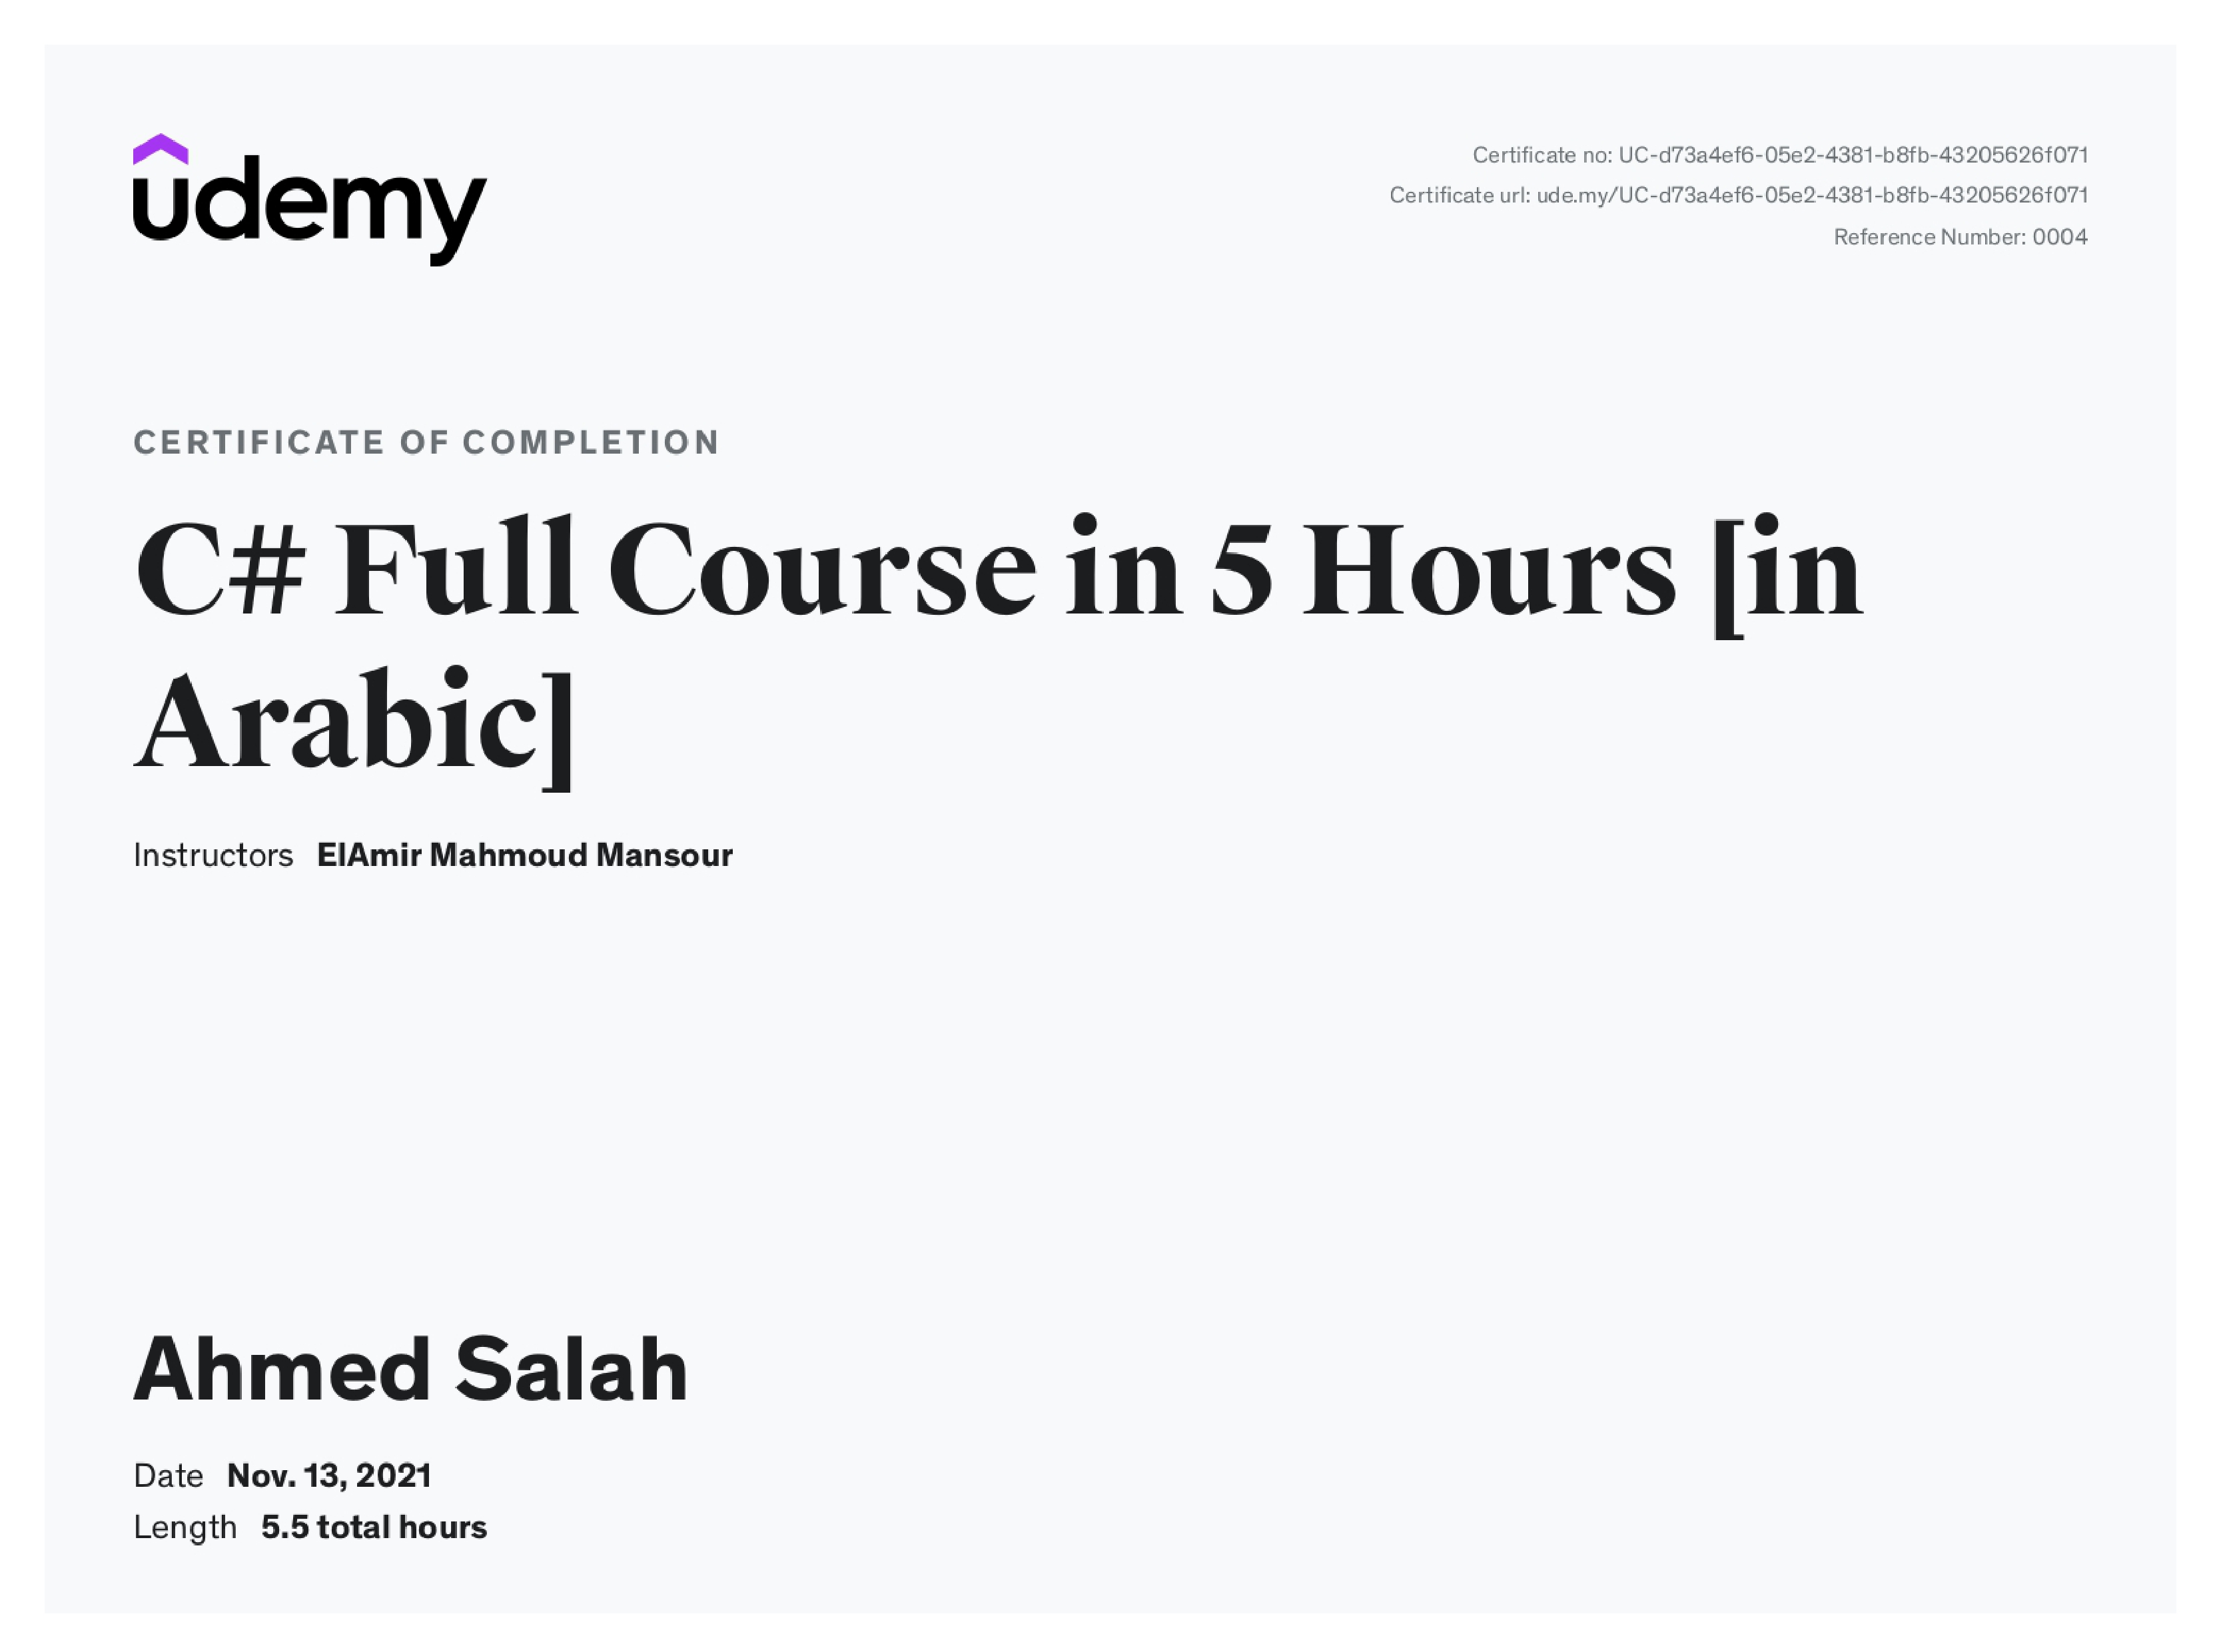 udemy
Certificate no: UC-d73a4ef6-05e2-4381-b8fb-43205626f071
Certificate url: ude.my/UC-d73a4ef6-05e2-4381-b8fb-43205626f071
Reference Number: 0004
CERTIFICATE OF COMPLETION
C# Full Course in 5 Hours [in
Arabic]
Instructors ElAmir Mahmoud Mansour
Ahmed Salah
Date Nov. 13, 2021
Length 5.5 total hours